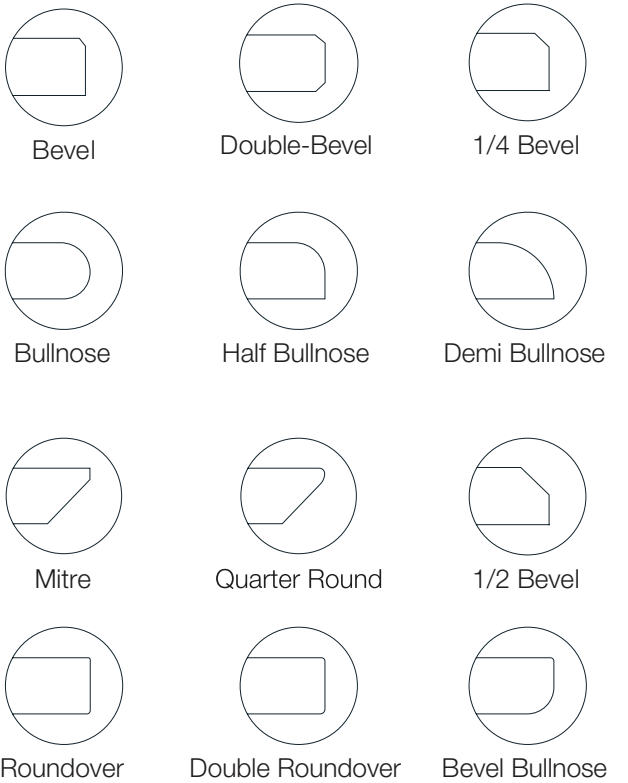 Bevel
Double-Bevel
1/4 Bevel
Bullnose
Half Bullnose
Demi Bullnose
Mitre
Quarter Round
1/2 Bevel
Roundover
Double Roundover
Bevel Bullnose